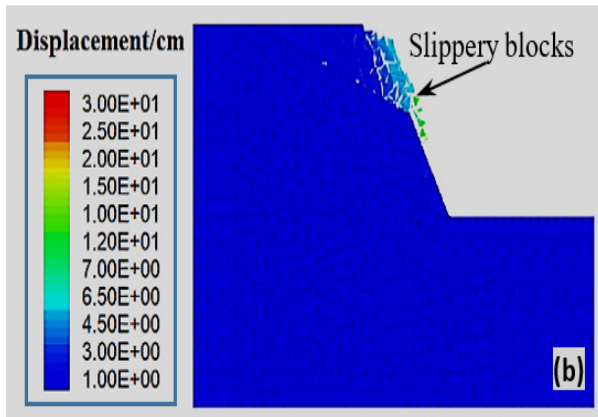 Displacement/cm
Slippery blocks
3.00E+01
2.50E+01
2.00E+01
1.50E+01
1.00E+01
1.20E+01
7.00E+00
6.50E+00
4.50E+00
3.00E+00
1.00E+00
(b)